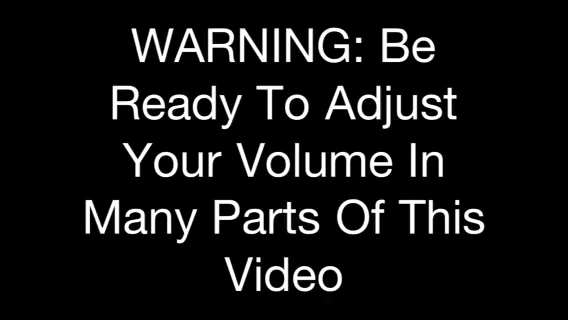 WARNING: Be
Ready To Adjust
Your Volume In
Many Parts Of This
Video